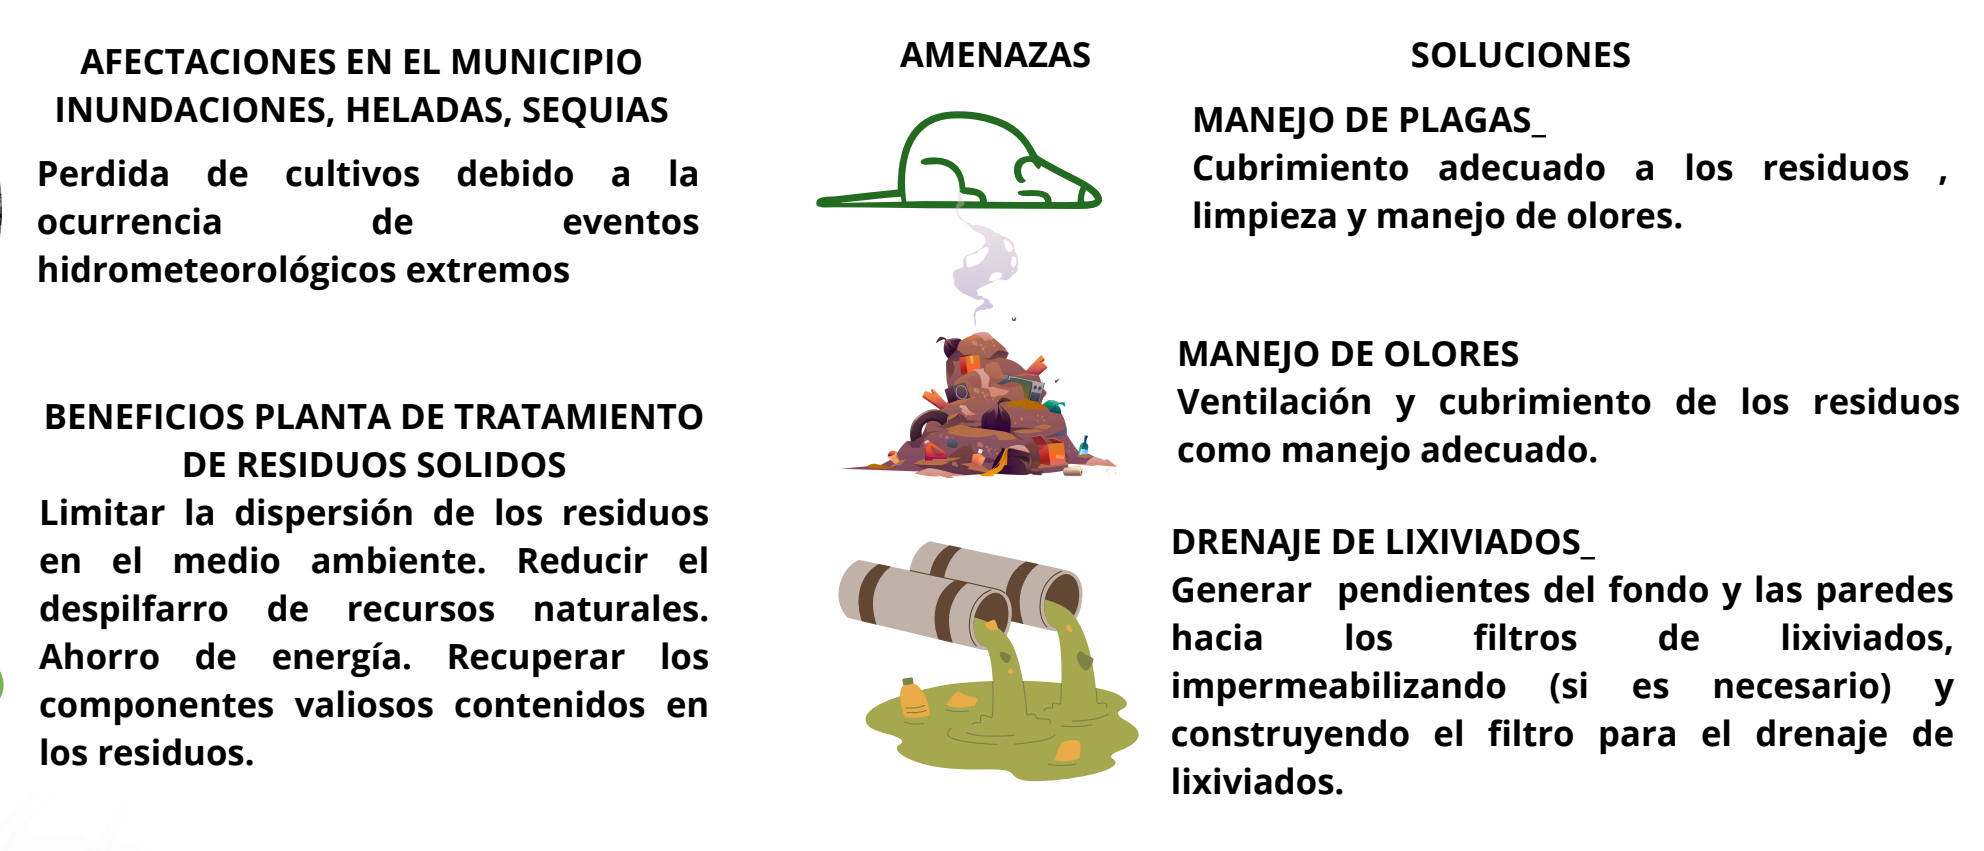 AFECTACIONES EN EL MUNICIPIO
INUNDACIONES, HELADAS, SEQUIAS
Perdida de cultivos debido a la
ocurrencia de eventos
hidrometeorológicos extremos
BENEFICIOS PLANTA DE TRATAMIENTO
DE RESIDUOS SOLIDOS
Limitar la dispersión de los residuos
en el medio ambiente. Reducir el
despilfarro de recursos naturales.
Ahorro de energía. Recuperar los
componentes valiosos contenidos en
los residuos.
AMENAZAS
SOLUCIONES
MANEJO DE PLAGAS_
Cubrimiento adecuado a los residuos ,
limpieza y manejo de olores.
MANEJO DE OLORES
Ventilación y cubrimiento de los residuos
como manejo adecuado.
DRENAJE DE LIXIVIADOS_
Generar pendientes del fondo y las paredes
hacia los filtros de lixiviados,
impermeabilizando (si es necesario) y
construyendo el filtro para el drenaje de
lixiviados.